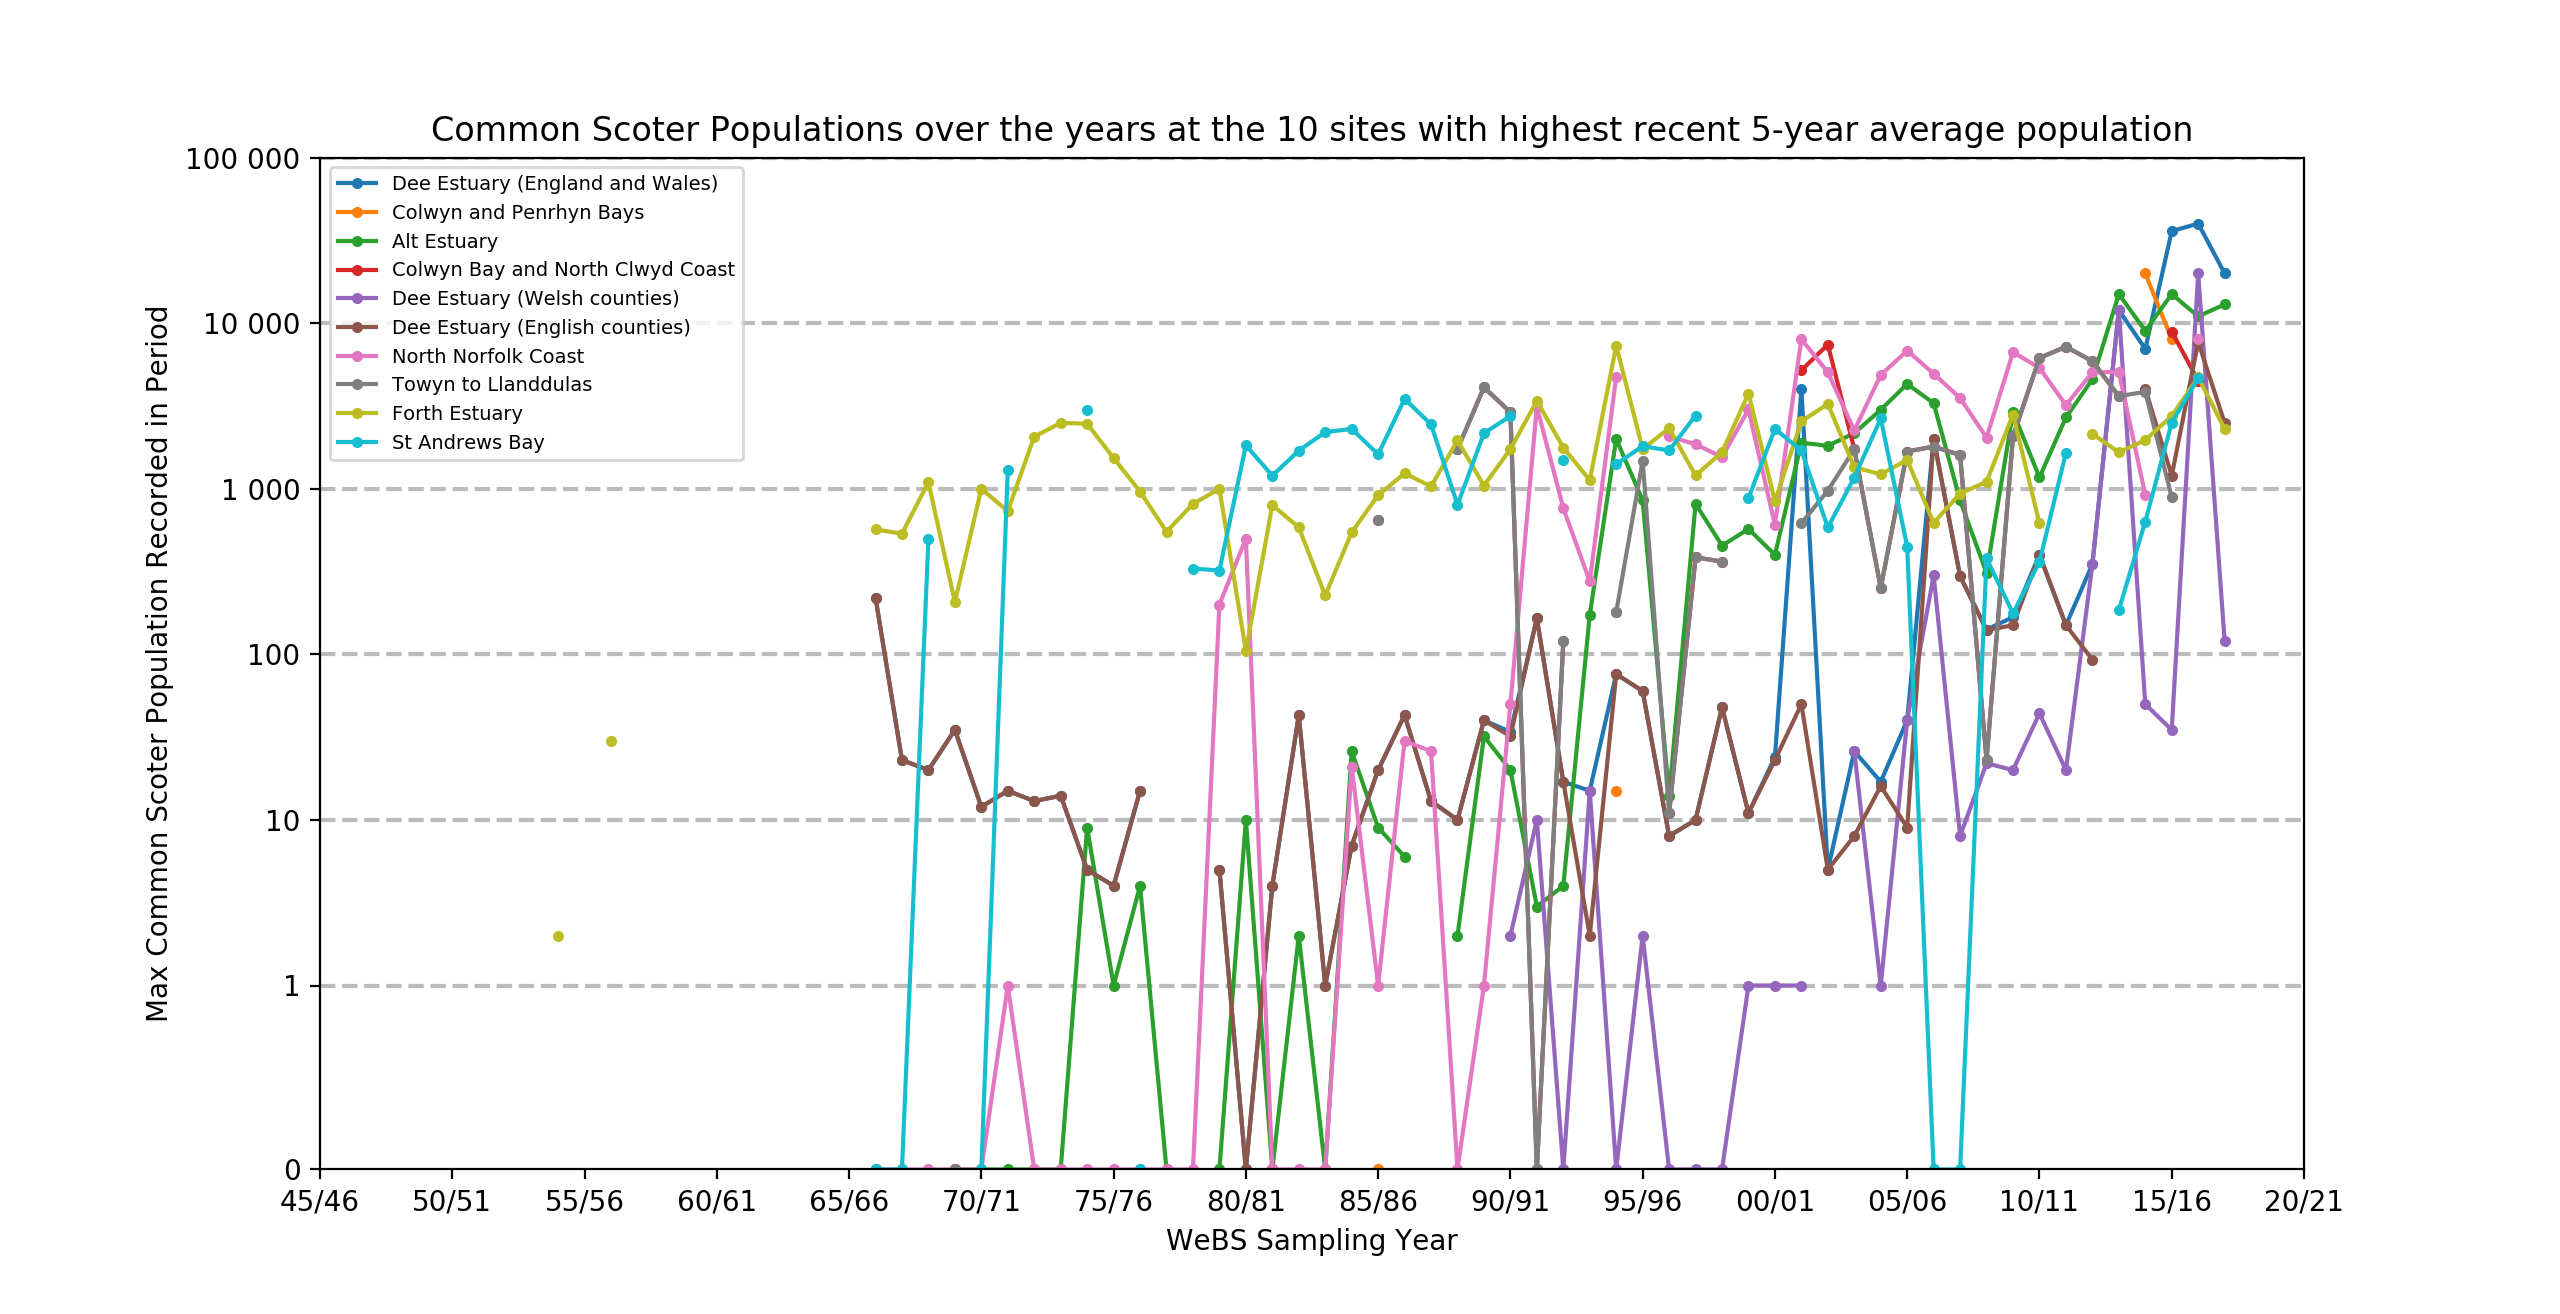 Common Scoter Populations over the years at the 10 sites with highest recent 5-year average population
100 000
10 000
1 000
100
10
1
0
Max Common Scoter Population Recorded in Period
Dee Estuary (England and Wales)
Colwyn and Penrhyn Bays
Alt Estuary
Colwyn Bay and North Clwyd Coast
Dee Estuary (Welsh counties)
Dee Estuary (English counties)
North Norfolk Coast
Towyn to Llanddulas
Forth Estuary
St Andrews Bay
45/46 50/51 55/56 60/61 65/66 70/71 75/76 80/81 85/86 90/91 95/96 00/01 05/06 10/11 15/16 20/21
WeBS Sampling Year